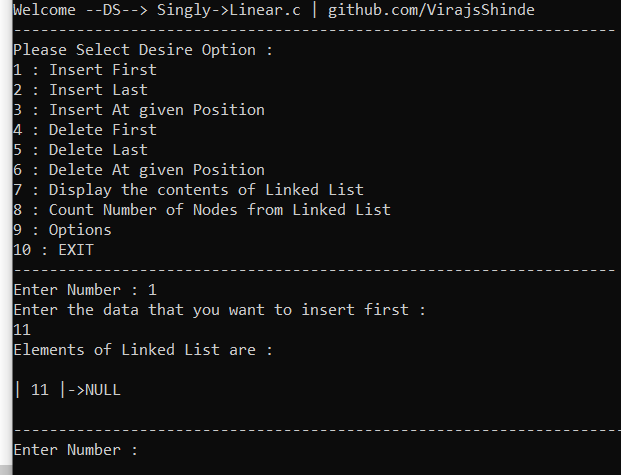 Welcome --DS--> Singly->Linear.c | github.com/VirajsShinde
-------------------------------------------------------------------
Please Select Desire Option :
1 : Insert First
2 : Insert Last
3 : Insert At given Position
4 : Delete First
5 : Delete Last
6 : Delete At given Position
7 : Display the contents of Linked List
8 : Count Number of Nodes from Linked List
9 : Options
10 : EXIT
-------------------------------------------------------------------
Enter Number : 1
Enter the data that you want to insert first :
11
Elements of Linked List are :
| 11 |->NULL
--------------------------------------------------------------------
Enter Number :